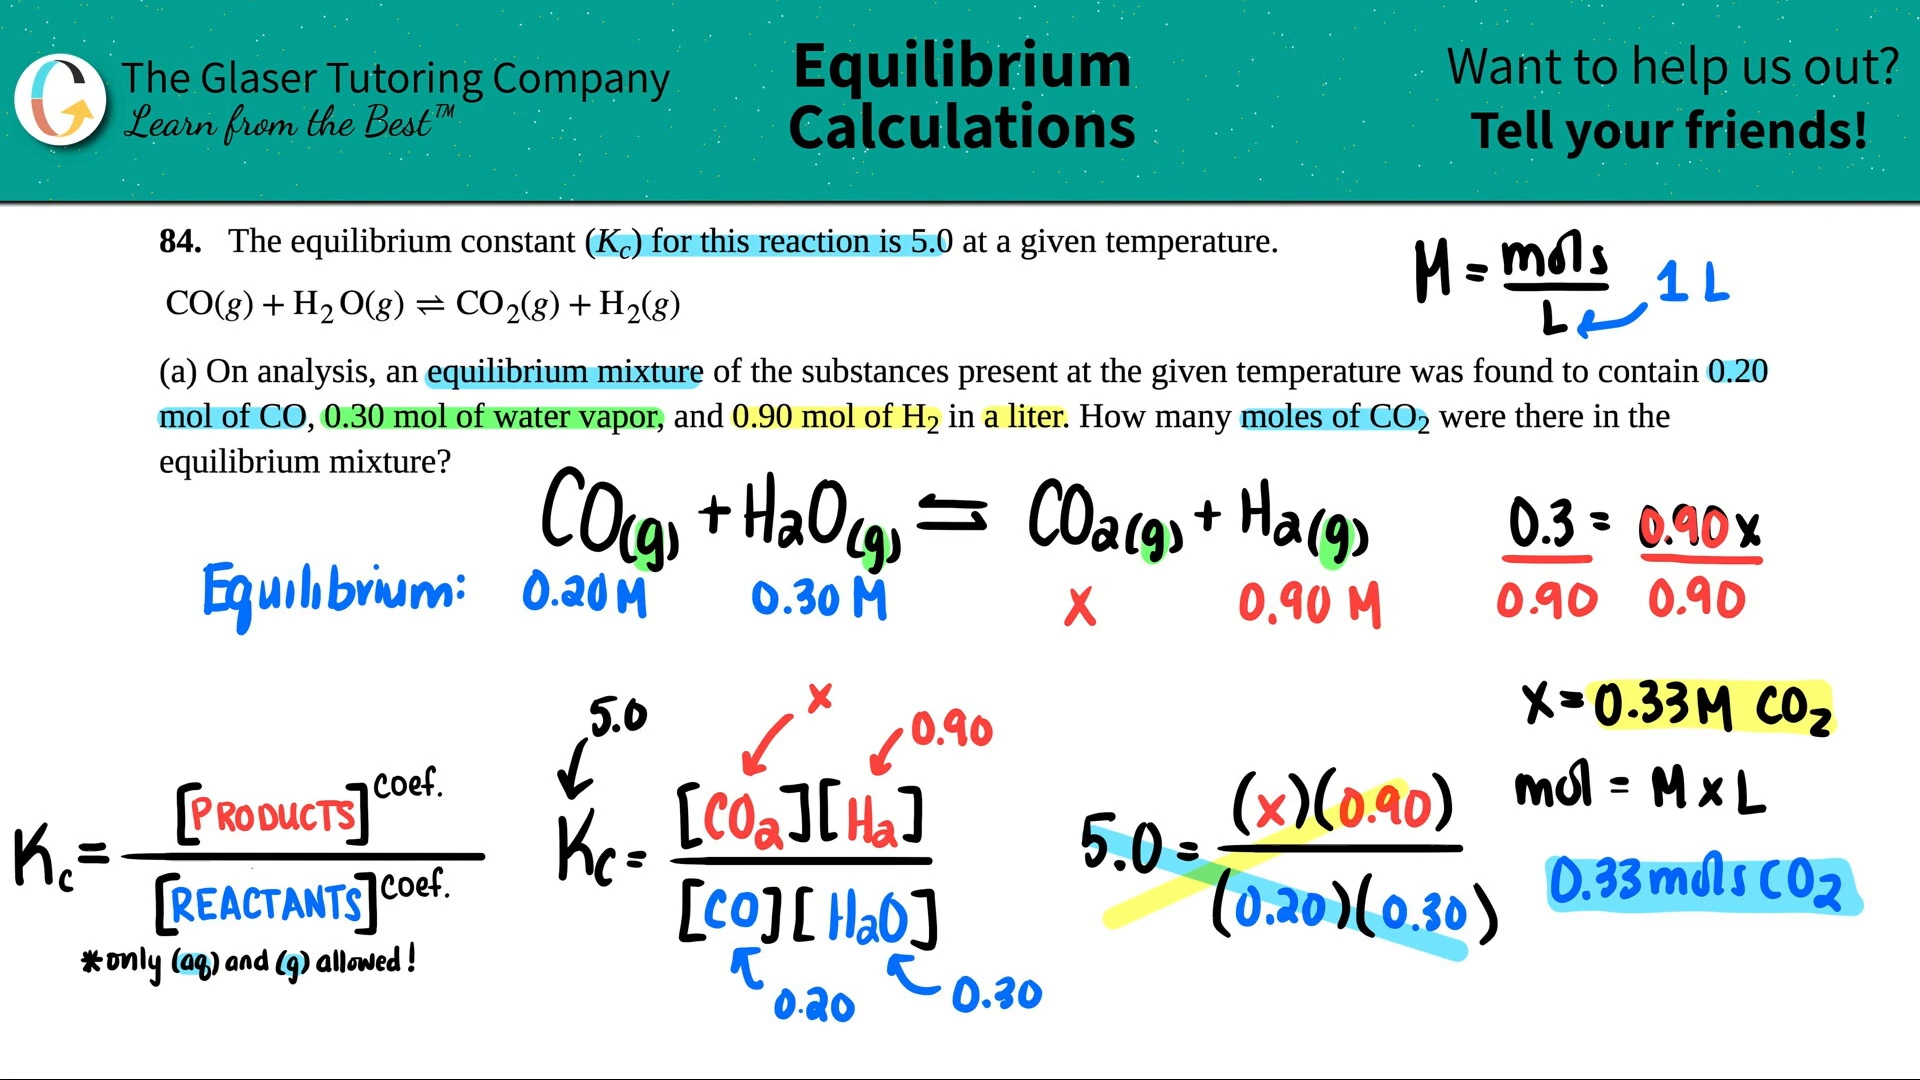 The Glaser Tutoring Company
Learn from the Best™
Equilibrium
Calculations
Want to help us out?
Tell your friends!
84. The equilibrium constant (Kc) for this reaction is 5.0 at a given temperature.
CO(g) + H₂O(g) ⇌ CO₂(g) + H₂(g)
M = mols / L
1 L
(a) On analysis, an equilibrium mixture of the substances present at the given temperature was found to contain 0.20
mol of CO, 0.30 mol of water vapor, and 0.90 mol of H₂ in a liter. How many moles of CO₂ were there in the
equilibrium mixture?
CO(g) + H₂O(g) ⇌ CO₂(g) + H₂(g)
Equilibrium: 0.20M 0.30 M x 0.90 M
0.3 = 0.90x
0.90 0.90
x = 0.33M CO₂
mol = M x L
0.33 mols CO₂
Kc = [PRODUCTS]coef.
[REACTANTS]coef.
*only (aq) and (g) allowed!
5.0
x
0.90
Kc = [CO₂][H₂]
[CO][H₂O]
0.20
0.30
5.0 = (x)(0.90)
(0.20)(0.30)